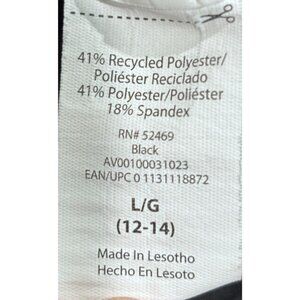 41% Recycled Polyester/
Poliéster Reciclado
41% Polyester/Poliéster
18% Spandex
RN# 52469
Black
AV00100031023
EAN/UPC 0 1131118872
L/G
(12-14)
Made In Lesotho
Hecho En Lesoto